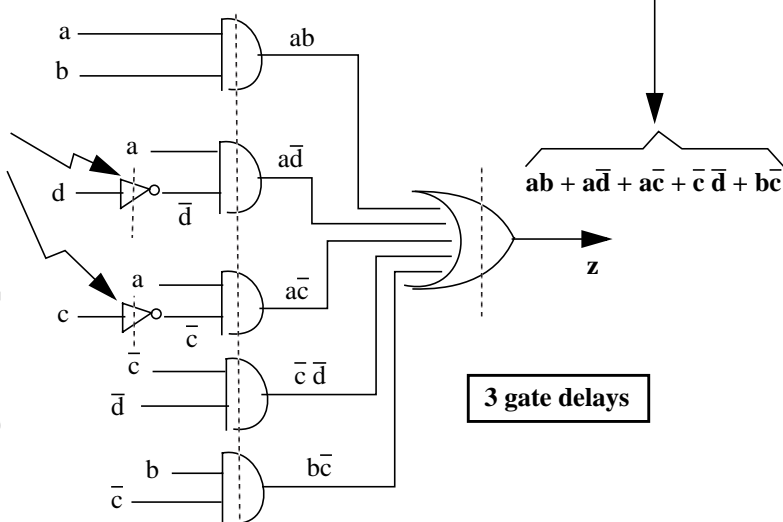 a
b
ab
a
d
d̅
ad̅
ab + ad̅ + ac̅ + c̅ d̅ + bc̅
z
a
c
c̅
ac̅
c̅
d̅
c̅ d̅
3 gate delays
b
c̅
bc̅